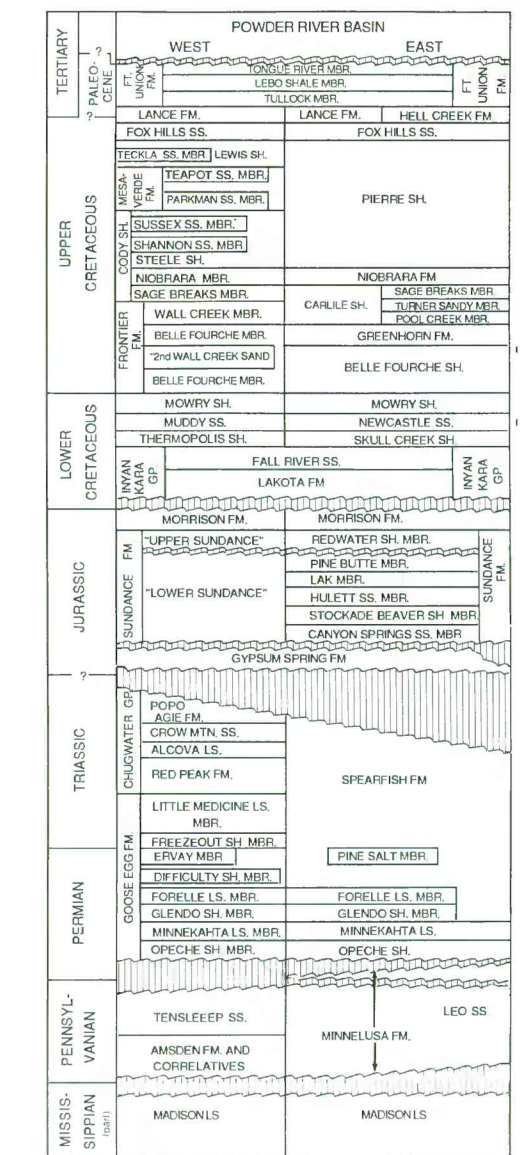 POWDER RIVER BASIN
WEST EAST
TERTIARY
PALEO-
CENE
?
?
FT.
UNION
FM.
TONGUE RIVER MBR.
LEBO SHALE MBR.
TULLOCK MBR.
FT
UNION
FM.
UPPER
CRETACEOUS
LANCE FM. LANCE FM. HELL CREEK FM
FOX HILLS SS. FOX HILLS SS.
TECKLA SS. MBR LEWIS SH.
MESA-
VERDE
FM.
TEAPOT SS. MBR.
PARKMAN SS. MBR.
PIERRE SH.
CODY SH.
SUSSEX SS. MBR.
SHANNON SS. MBR
STEELE SH.
NIOBRARA MBR. NIOBRARA FM
SAGE BREAKS MBR.
CARLILE SH.
SAGE BREAKS MBR.
TURNER SANDY MBR.
POOL CREEK MBR.
FRONTIER
FM.
WALL CREEK MBR.
BELLE FOURCHE MBR. GREENHORN FM.
"2nd WALL CREEK SAND
BELLE FOURCHE MBR.
BELLE FOURCHE SH.
LOWER
CRETACEOUS
MOWRY SH. MOWRY SH.
MUDDY SS. NEWCASTLE SS.
THERMOPOLIS SH. SKULL CREEK SH
INYAN
KARA
GP.
FALL RIVER SS.
LAKOTA FM
INYAN
KARA
GP.
JURASSIC
MORRISON FM. MORRISON FM.
SUNDANCE FM
"UPPER SUNDANCE" REDWATER SH. MBR.
"LOWER SUNDANCE"
PINE BUTTE MBR.
LAK MBR.
HULETT SS. MBR.
STOCKADE BEAVER SH MBR.
CANYON SPRINGS SS. MBR
SUNDANCE
FM.
GYPSUM SPRING FM
?
TRIASSIC
CHUGWATER GP.
POPO
AGIE FM.
CROW MTN. SS.
ALCOVA LS.
RED PEAK FM.
SPEARFISH FM
GOOSE EGG FM.
LITTLE MEDICINE LS.
MBR.
FREEZEOUT SH MBR.
PERMIAN
ERVAY MBR PINE SALT MBR.
DIFFICULTY SH. MBR.
FORELLE LS. MBR. FORELLE LS. MBR.
GLENDO SH. MBR. GLENDO SH. MBR.
MINNEKAHTA LS. MBR MINNEKAHTA LS.
OPECHE SH MBR. OPECHE SH.
PENNSYL-
VANIAN
TENSLEEEP SS.
LEO SS
MINNELUSA FM.
AMSDEN FM. AND
CORRELATIVES
MISSIS-
SIPPIAN
(part)
MADISON LS MADISON LS